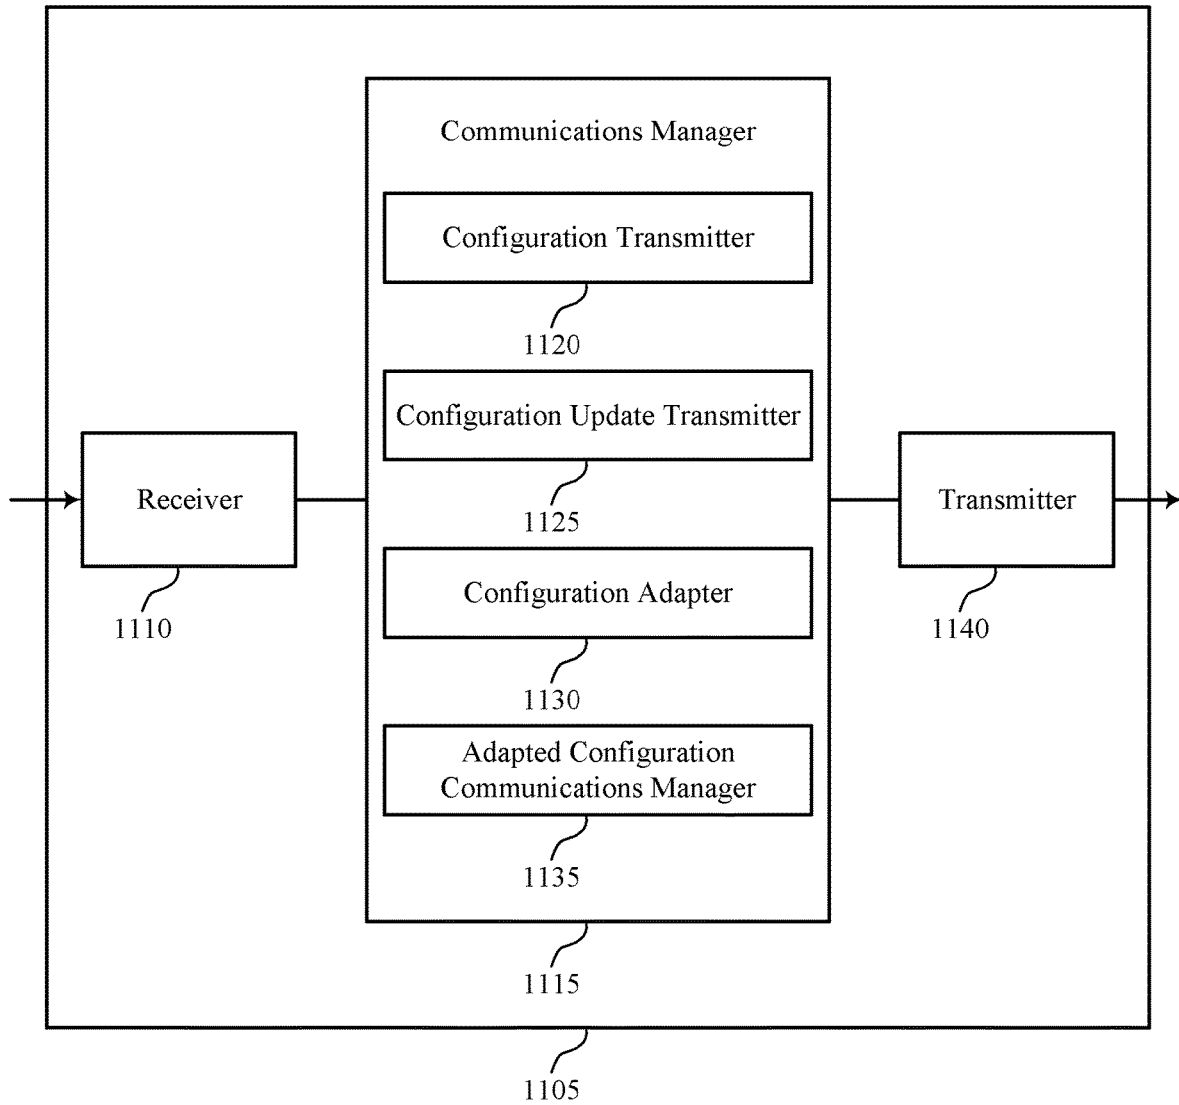 Communications Manager
Configuration Transmitter
1120
Configuration Update Transmitter
1125
Receiver
1110
Transmitter
1140
Configuration Adapter
1130
Adapted Configuration
Communications Manager
1135
1115
1105